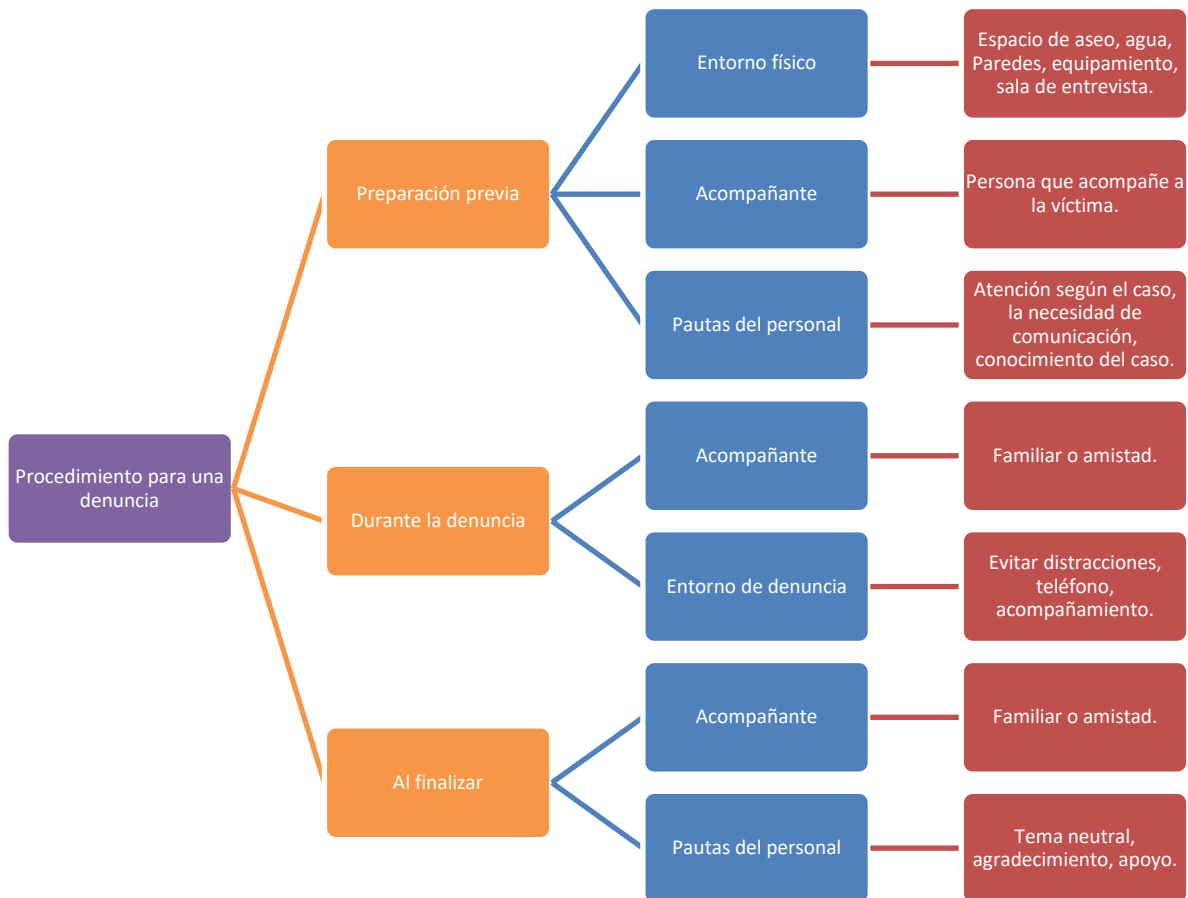 Procedimiento para una
denuncia
Preparación previa
Entorno físico
Espacio de aseo, agua,
Paredes, equipamiento,
sala de entrevista.
Acompañante
Persona que acompañe a
la víctima.
Pautas del personal
Atención según el caso,
la necesidad de
comunicación,
conocimiento del caso.
Durante la denuncia
Acompañante
Familiar o amistad.
Entorno de denuncia
Evitar distracciones,
teléfono,
acompañamiento.
Al finalizar
Acompañante
Familiar o amistad.
Pautas del personal
Tema neutral,
agradecimiento, apoyo.